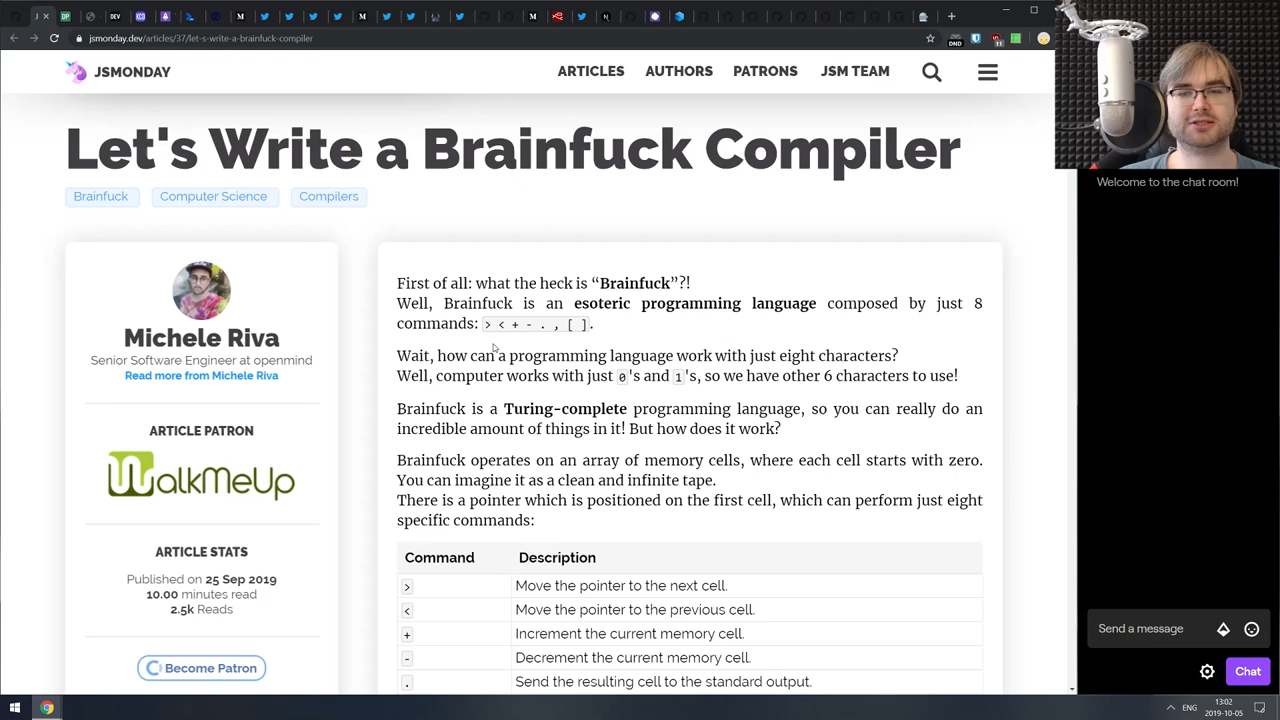 jsmonday.dev/articles/37/let-s-write-a-brainfuck-compiler
JSMONDAY
ARTICLES
AUTHORS
PATRONS
JSM TEAM
Let's Write a Brainfuck Compiler
Brainfuck
Computer Science
Compilers
Michele Riva
Senior Software Engineer at openmind
Read more from Michele Riva
ARTICLE PATRON
WalkMeUp
ARTICLE STATS
Published on 25 Sep 2019
10.00 minutes read
2.5k Reads
Become Patron
First of all: what the heck is “Brainfuck”?!
Well, Brainfuck is an esoteric programming language composed by just 8
commands: > < + - . , [ ].
Wait, how can a programming language work with just eight characters?
Well, computer works with just 0's and 1's, so we have other 6 characters to use!
Brainfuck is a Turing-complete programming language, so you can really do an
incredible amount of things in it! But how does it work?
Brainfuck operates on an array of memory cells, where each cell starts with zero.
You can imagine it as a clean and infinite tape.
There is a pointer which is positioned on the first cell, which can perform just eight
specific commands:
Command Description
> Move the pointer to the next cell.
< Move the pointer to the previous cell.
+ Increment the current memory cell.
- Decrement the current memory cell.
. Send the resulting cell to the standard output.
Welcome to the chat room!
Send a message
Chat
ENG
13:02
2019-10-05